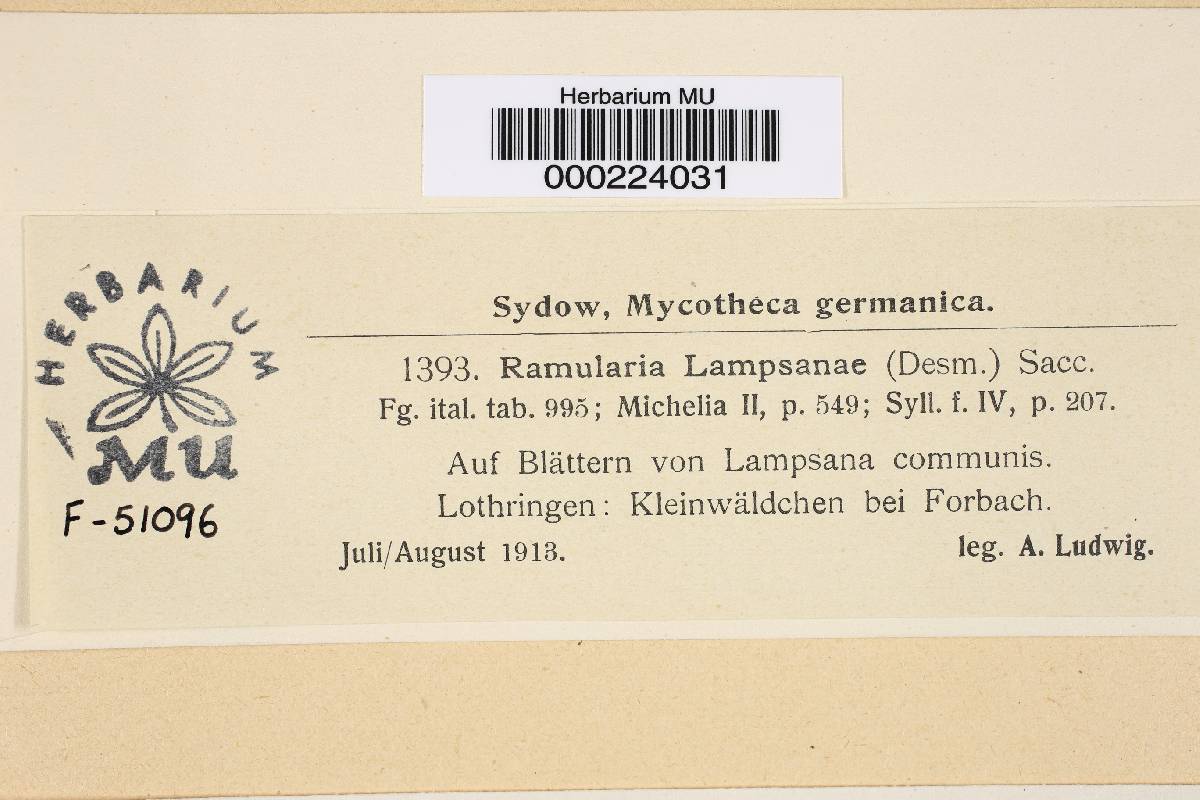 Herbarium MU
000224031
HERBARIUM
MU
F-51096
Sydow, Mycotheca germanica.
1393. Ramularia Lampsanae (Desm.) Sacc.
Fg. ital. tab. 995; Michelia II, p. 549; Syll. f. IV, p. 207.
Auf Blättern von Lampsana communis.
Lothringen: Kleinwäldchen bei Forbach.
Juli/August 1913. leg. A. Ludwig.